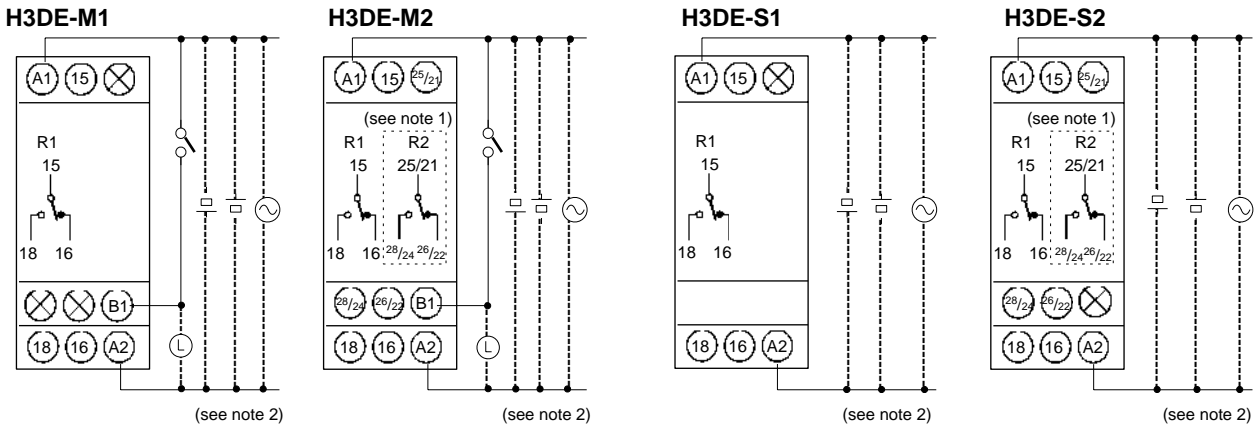 H3DE-M1
A1 15
R1
15
18 16
B1
18 16 A2
L
(see note 2)
H3DE-M2
A1 15 25/21
(see note 1)
R1 R2
15 25/21
18 16 28/24 26/22
28/24 26/22 B1
18 16 A2
L
(see note 2)
H3DE-S1
A1 15
R1
15
18 16
18 16 A2
(see note 2)
H3DE-S2
A1 15 25/21
(see note 1)
R1 R2
15 25/21
18 16 28/24 26/22
28/24 26/22
18 16 A2
(see note 2)